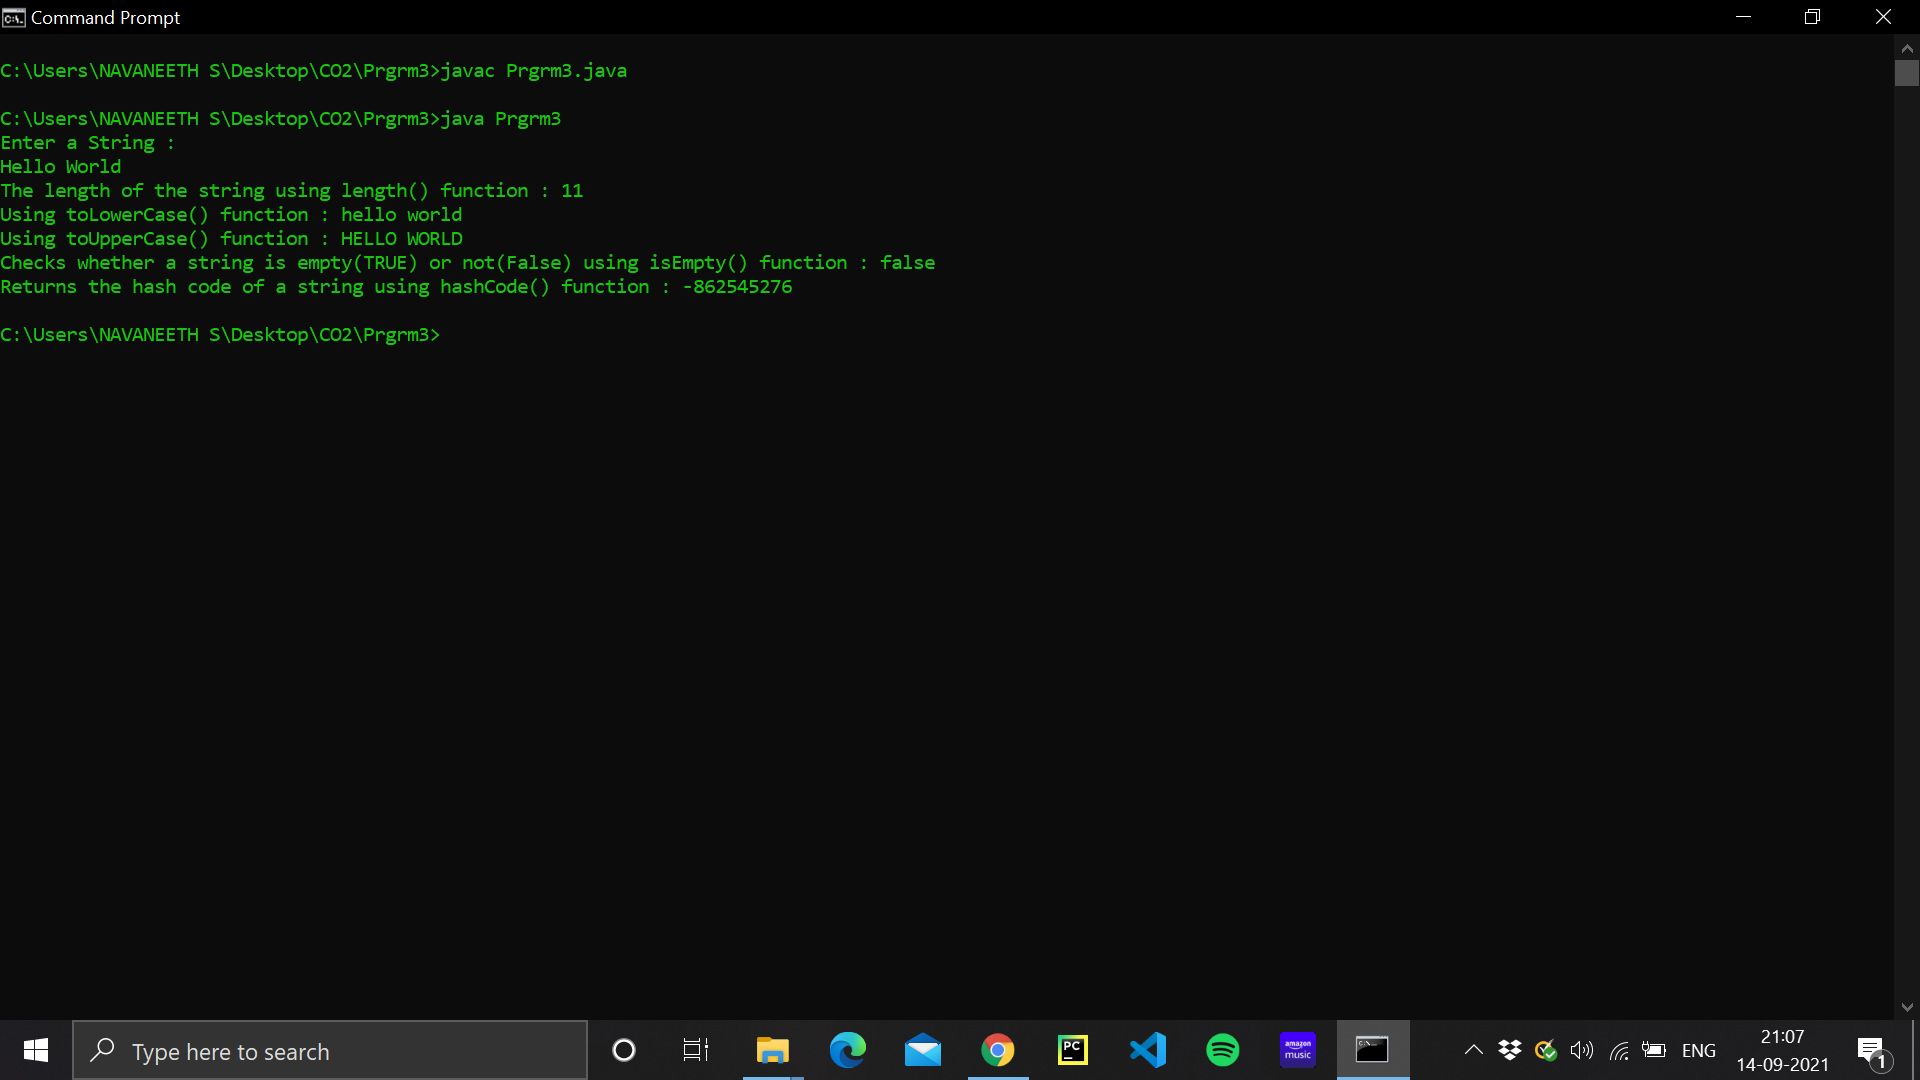 Command Prompt
C:\Users\NAVANEETH S\Desktop\CO2\Prgrm3>javac Prgrm3.java
C:\Users\NAVANEETH S\Desktop\CO2\Prgrm3>java Prgrm3
Enter a String :
Hello World
The length of the string using length() function : 11
Using toLowerCase() function : hello world
Using toUpperCase() function : HELLO WORLD
Checks whether a string is empty(TRUE) or not(False) using isEmpty() function : false
Returns the hash code of a string using hashCode() function : -862545276
C:\Users\NAVANEETH S\Desktop\CO2\Prgrm3>
Type here to search
PC
amazon
music
ENG
21:07
14-09-2021
1